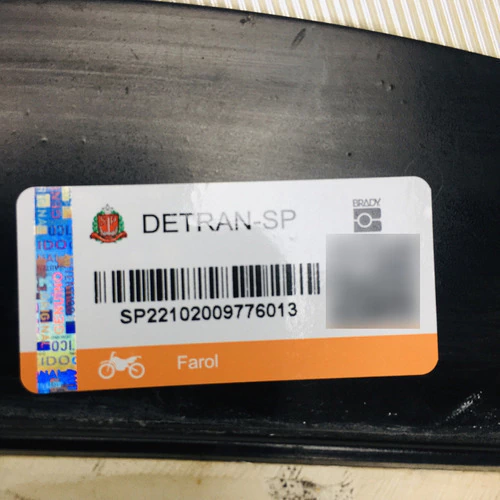 BRADY
DETRAN-SP
SP22102009776013
Farol